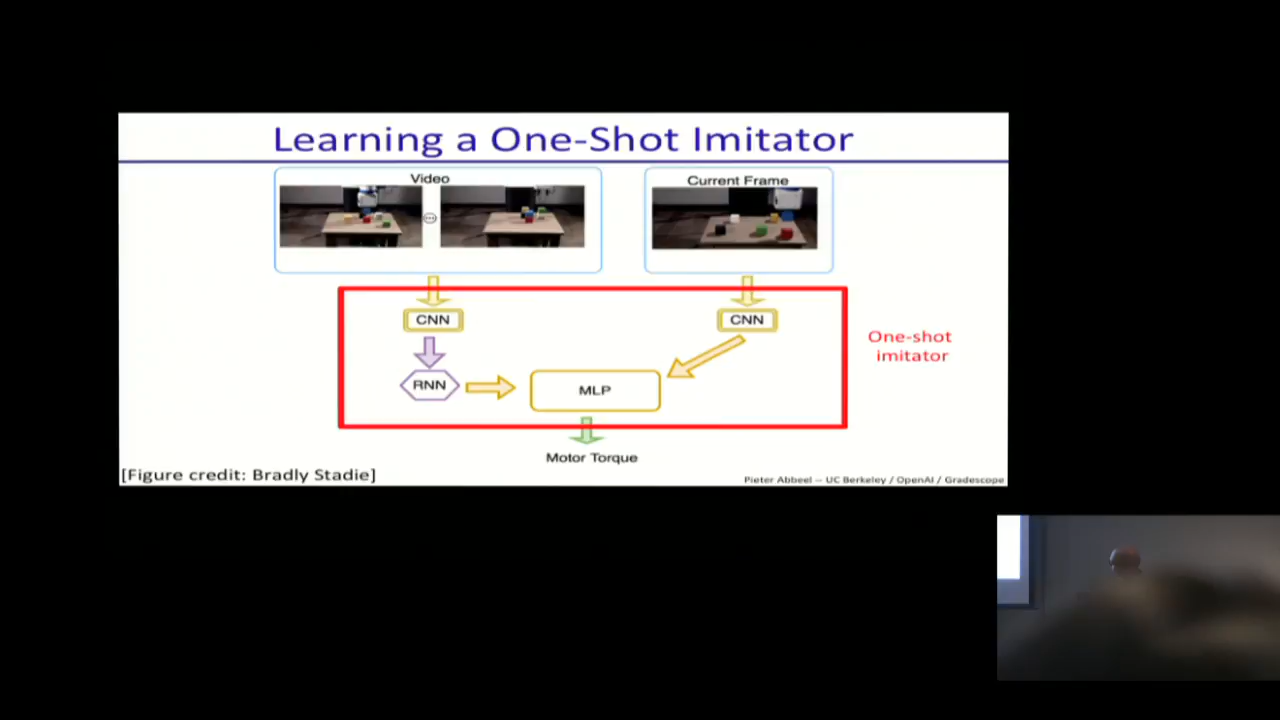 Learning a One-Shot Imitator
Video
Current Frame
CNN
CNN
One-shot
imitator
RNN
MLP
Motor Torque
[Figure credit: Bradly Stadie]
Pieter Abbeel -- UC Berkeley / OpenAI / Gradescope